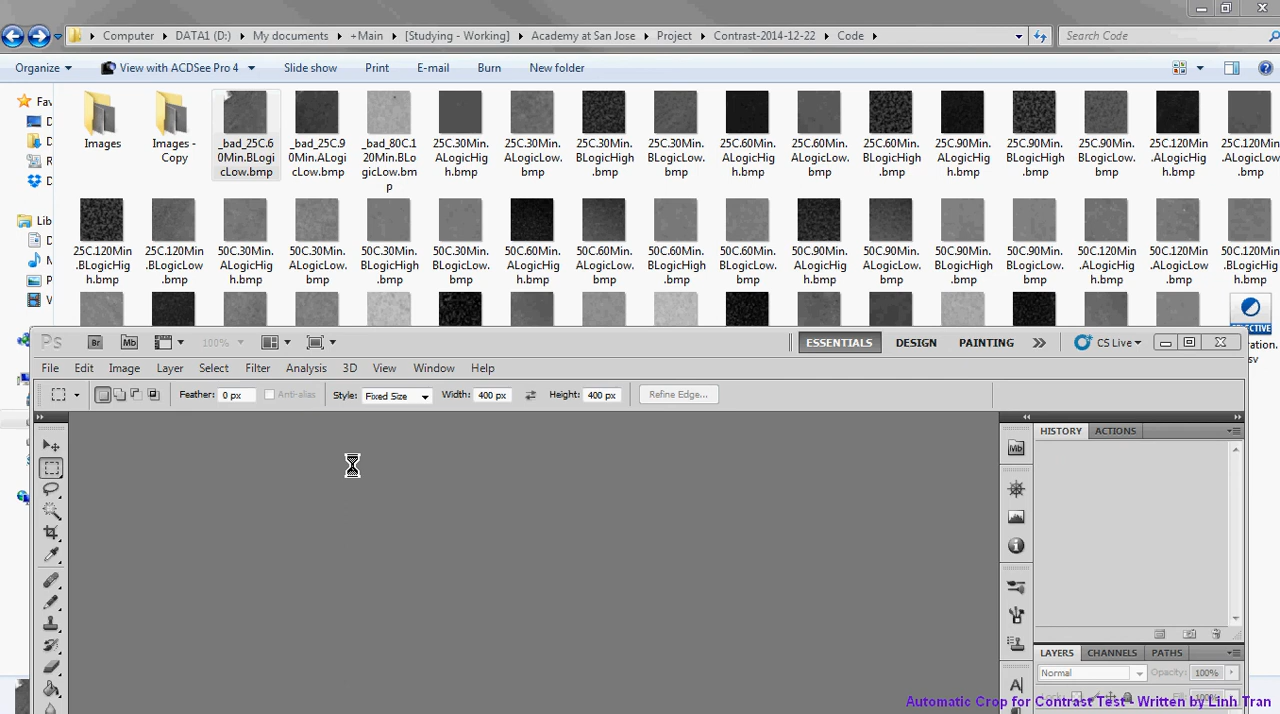 Computer ▸ DATA1 (D:) ▸ My documents ▸ +Main ▸ [Studying - Working] ▸ Academy at San Jose ▸ Project ▸ Contrast-2014-12-22 ▸ Code ▸ Search Code
Organize View with ACDSee Pro 4 Slide show Print E-mail Burn New folder
Fav
Lib
Images
Images - Copy
_bad_25C.60Min.BLogicLow.bmp
_bad_25C.90Min.ALogicLow.bmp
_bad_80C.120Min.BLogicLow.bmp
25C.30Min.ALogicHigh.bmp
25C.30Min.ALogicLow.bmp
25C.30Min.BLogicHigh.bmp
25C.30Min.BLogicLow.bmp
25C.60Min.ALogicHigh.bmp
25C.60Min.ALogicLow.bmp
25C.60Min.BLogicHigh.bmp
25C.90Min.ALogicHigh.bmp
25C.90Min.BLogicHigh.bmp
25C.90Min.BLogicLow.bmp
25C.120Min.ALogicHigh.bmp
25C.120Min.ALogicLow.bmp
25C.120Min.BLogicHigh.bmp
25C.120Min.BLogicLow.bmp
50C.30Min.ALogicHigh.bmp
50C.30Min.ALogicLow.bmp
50C.30Min.BLogicHigh.bmp
50C.30Min.BLogicLow.bmp
50C.60Min.ALogicHigh.bmp
50C.60Min.ALogicLow.bmp
50C.60Min.BLogicHigh.bmp
50C.60Min.BLogicLow.bmp
50C.90Min.ALogicHigh.bmp
50C.90Min.ALogicLow.bmp
50C.90Min.BLogicHigh.bmp
50C.90Min.BLogicLow.bmp
50C.120Min.ALogicHigh.bmp
50C.120Min.ALogicLow.bmp
50C.120Min.BLogicHigh.bmp
Ps Br Mb 100% ESSENTIALS DESIGN PAINTING CS Live
File Edit Image Layer Select Filter Analysis 3D View Window Help
Feather: 0 px Anti-alias Style: Fixed Size Width: 400 px Height: 400 px Refine Edge...
HISTORY ACTIONS
Mb
LAYERS CHANNELS PATHS
Normal Opacity: 100%
Automatic Crop for Contrast Test - Written by Linh Tran